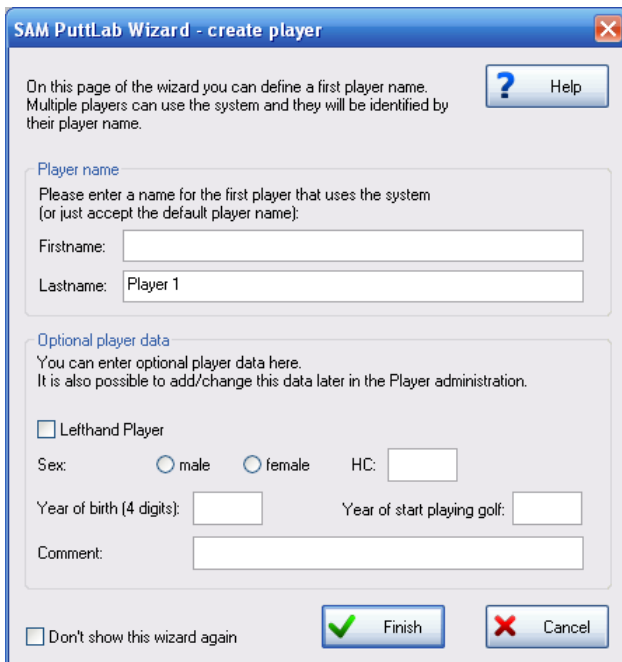 SAM PuttLab Wizard - create player
On this page of the wizard you can define a first player name.
Multiple players can use the system and they will be identified by
their player name.
? Help
Player name
Please enter a name for the first player that uses the system
(or just accept the default player name):
Firstname:
Lastname: Player 1
Optional player data
You can enter optional player data here.
It is also possible to add/change this data later in the Player administration.
Lefthand Player
Sex: male female HC:
Year of birth (4 digits): Year of start playing golf:
Comment:
Don't show this wizard again Finish Cancel